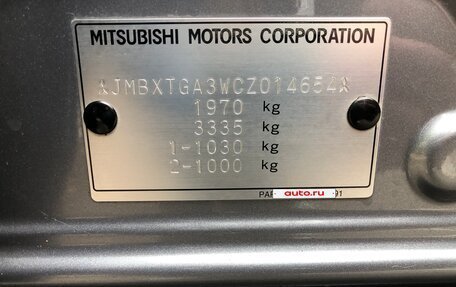 MITSUBISHI MOTORS CORPORATION
*JMBXTGA3WCZ014654*
1970 kg
3335 kg
1-1030 kg
2-1000 kg
auto.ru